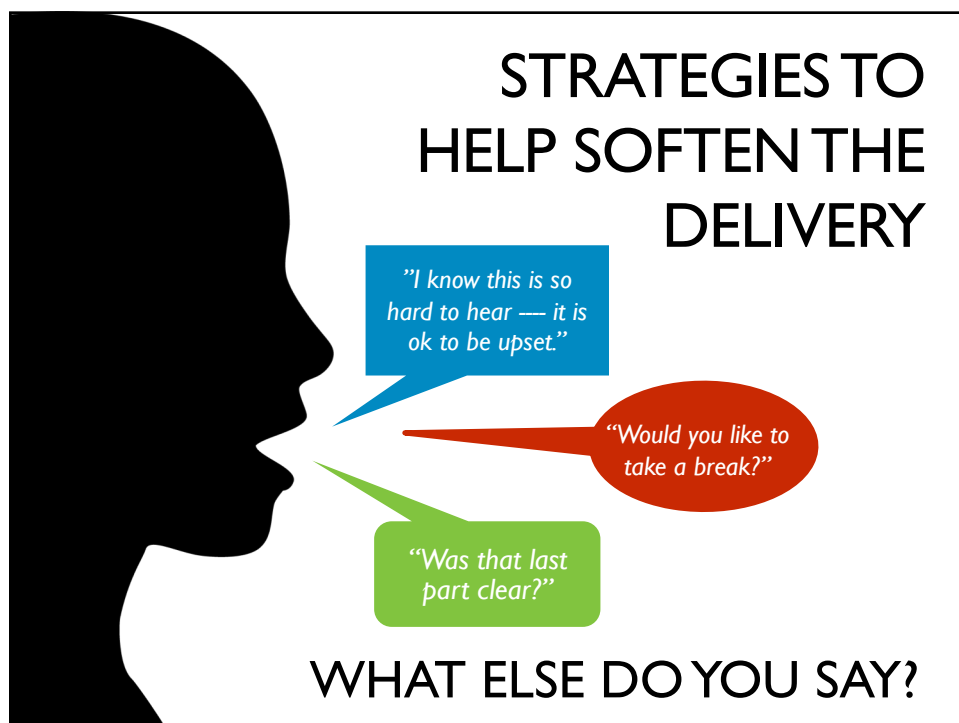 STRATEGIES TO
HELP SOFTEN THE
DELIVERY
”I know this is so
hard to hear –– it is
ok to be upset.”
“Would you like to
take a break?”
“Was that last
part clear?”
WHAT ELSE DO YOU SAY?